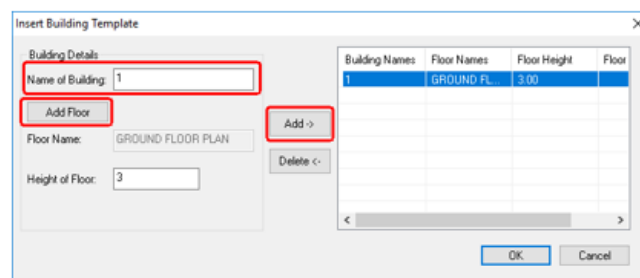 Insert Building Template
Building Details
Name of Building: 1
Add Floor
Floor Name: GROUND FLOOR PLAN
Height of Floor: 3
Add ->
Delete <-
Building Names Floor Names Floor Height Floor
1 GROUND FL... 3.00
OK Cancel